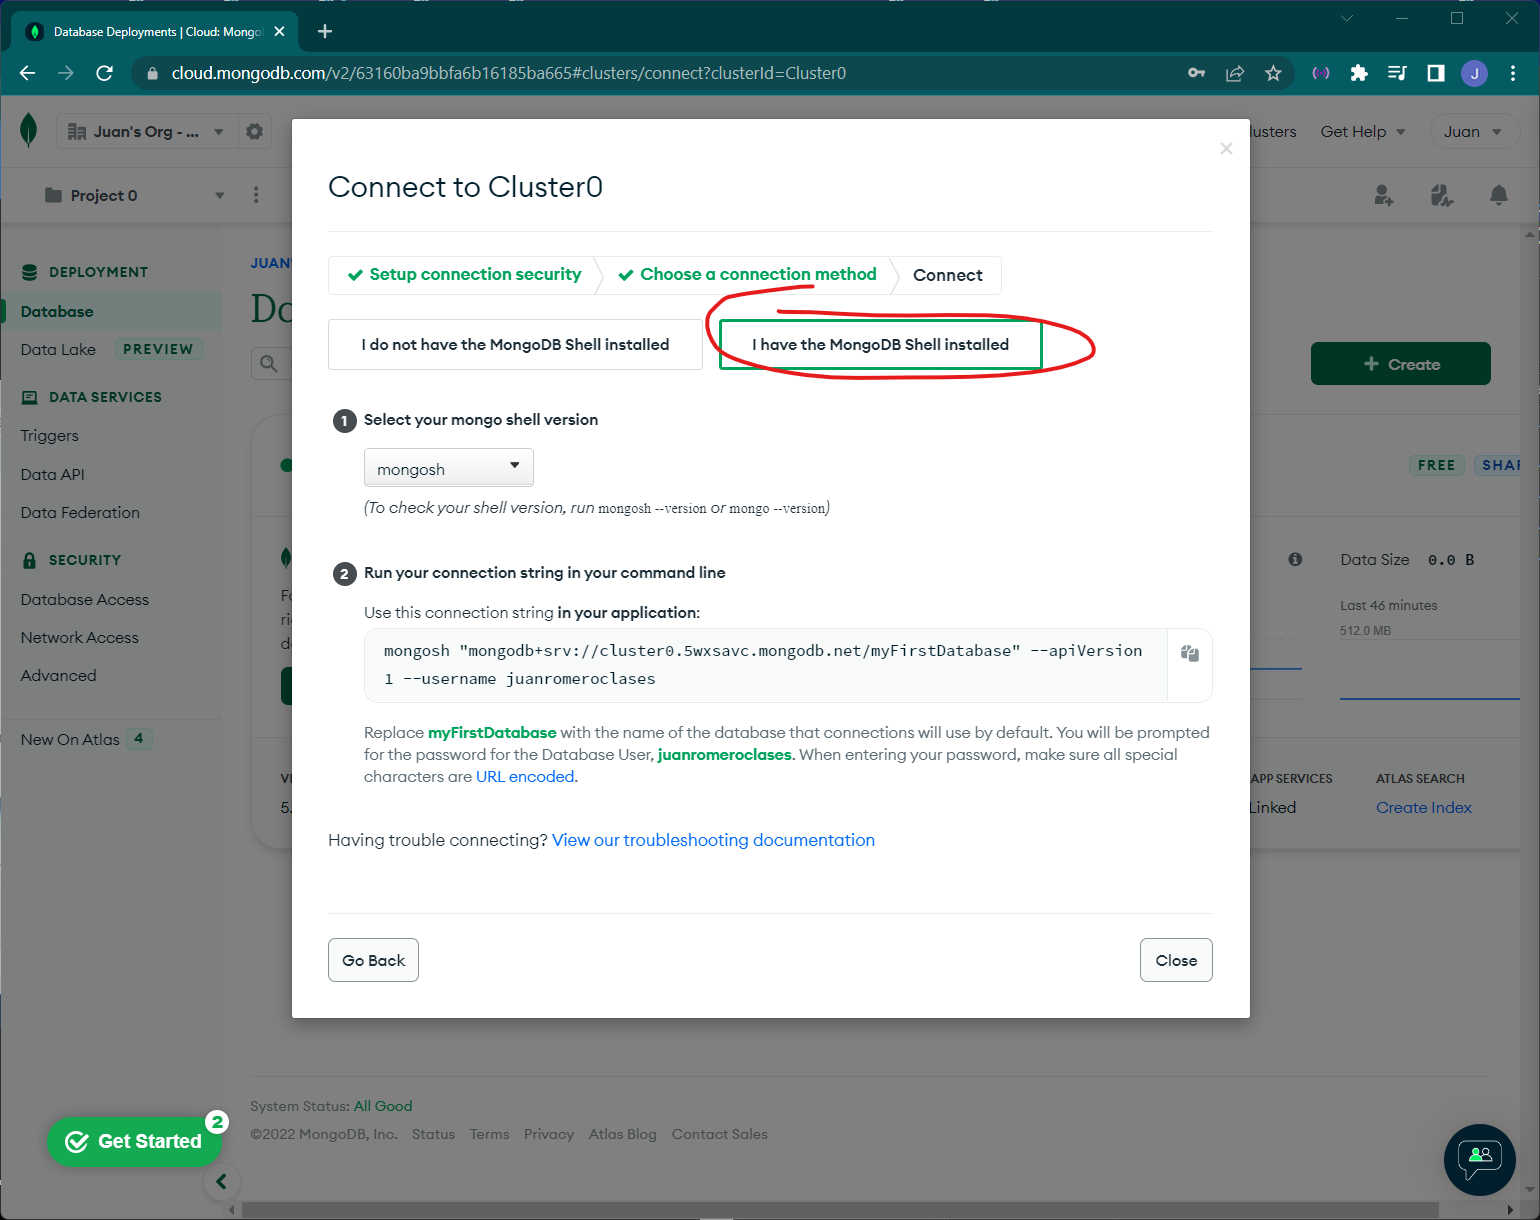 Database Deployments | Cloud: Mongo
cloud.mongodb.com/v2/63160ba9bbfa6b16185ba665#clusters/connect?clusterId=Cluster0
J
Juan's Org - ...
lusters
Get Help
Juan
Project 0
DEPLOYMENT
Database
Data Lake
PREVIEW
DATA SERVICES
Triggers
Data API
Data Federation
SECURITY
Database Access
Network Access
Advanced
New On Atlas
4
JUAN'
Connect to Cluster0
Setup connection security
Choose a connection method
Connect
I do not have the MongoDB Shell installed
I have the MongoDB Shell installed
1 Select your mongo shell version
mongosh
(To check your shell version, run mongosh --version or mongo --version)
2 Run your connection string in your command line
Use this connection string in your application:
mongosh "mongodb+srv://cluster0.5wxsavc.mongodb.net/myFirstDatabase" --apiVersion
1 --username juanromeroclases
Replace myFirstDatabase with the name of the database that connections will use by default. You will be prompted
for the password for the Database User, juanromeroclases. When entering your password, make sure all special
characters are URL encoded.
Having trouble connecting? View our troubleshooting documentation
Go Back
Close
+ Create
FREE
SHAR
Data Size 0.0 B
Last 46 minutes
512.0 MB
5.
APP SERVICES
Linked
ATLAS SEARCH
Create Index
System Status: All Good
©2022 MongoDB, Inc. Status Terms Privacy Atlas Blog Contact Sales
Get Started
2